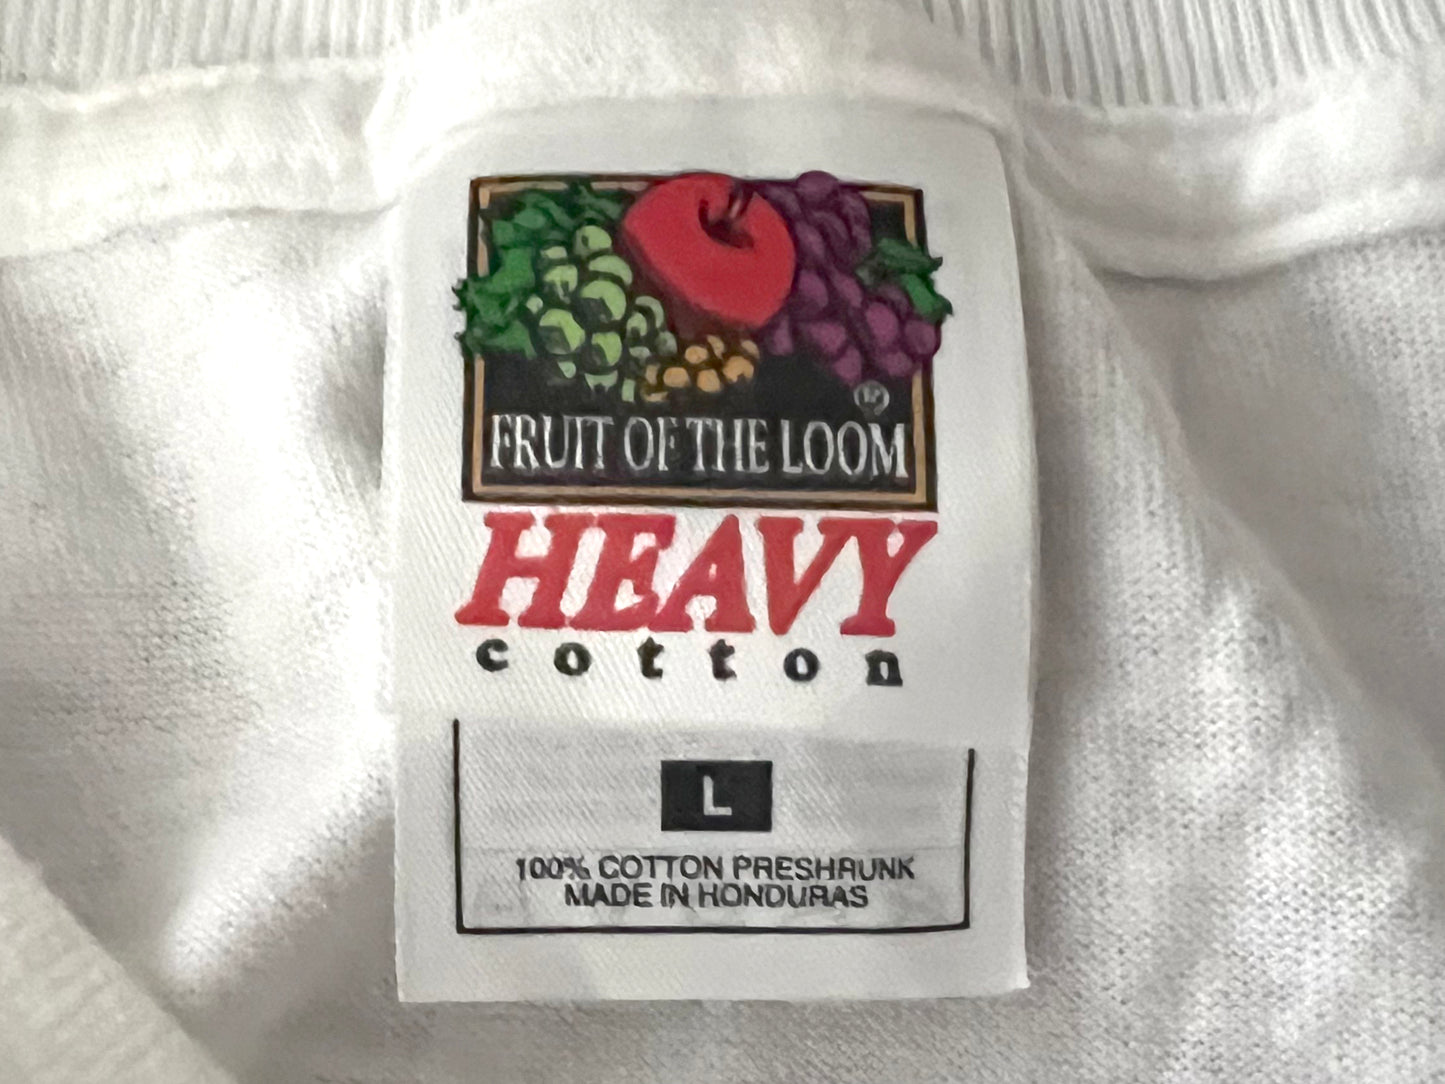 ®
FRUIT OF THE LOOM
HEAVY
cotton
L
100% COTTON PRESHRUNK
MADE IN HONDURAS